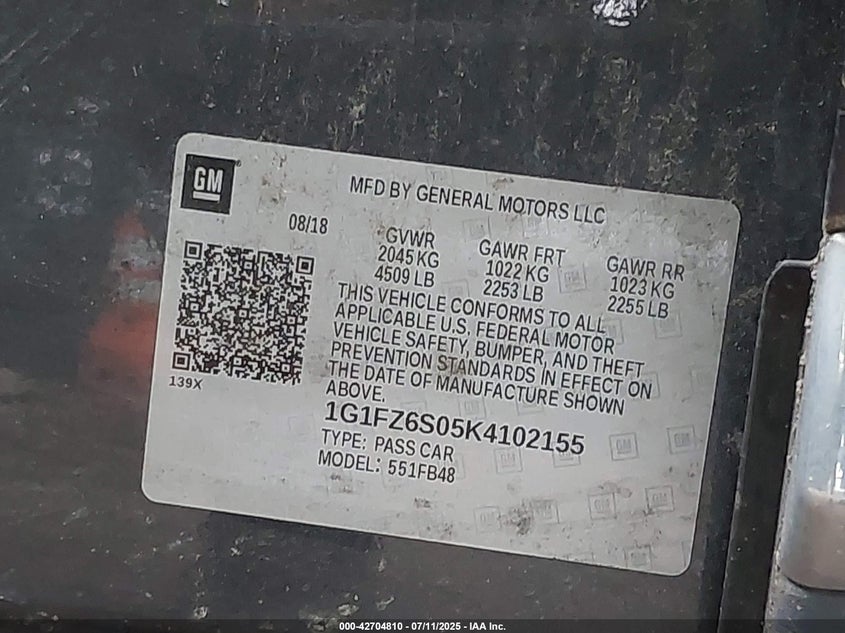 GM
MFD BY GENERAL MOTORS LLC
08/18
GVWR
2045 KG
4509 LB
GAWR FRT
1022 KG
2253 LB
GAWR RR
1023 KG
2255 LB
THIS VEHICLE CONFORMS TO ALL
APPLICABLE U.S. FEDERAL MOTOR
VEHICLE SAFETY, BUMPER, AND THEFT
PREVENTION STANDARDS IN EFFECT ON
THE DATE OF MANUFACTURE SHOWN
ABOVE.
139X
1G1FZ6S05K4102155
TYPE: PASS CAR
MODEL: 551FB48
000-42704810 - 07/11/2025 - IAA Inc.